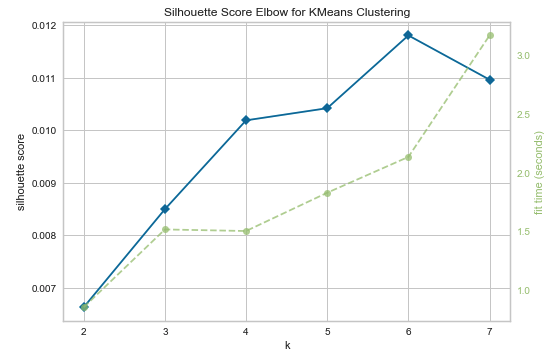 Silhouette Score Elbow for KMeans Clustering
0.012
0.011
0.010
0.009
0.008
0.007
silhouette score
3.0
2.5
2.0
1.5
1.0
fit time (seconds)
2 3 4 5 6 7
k